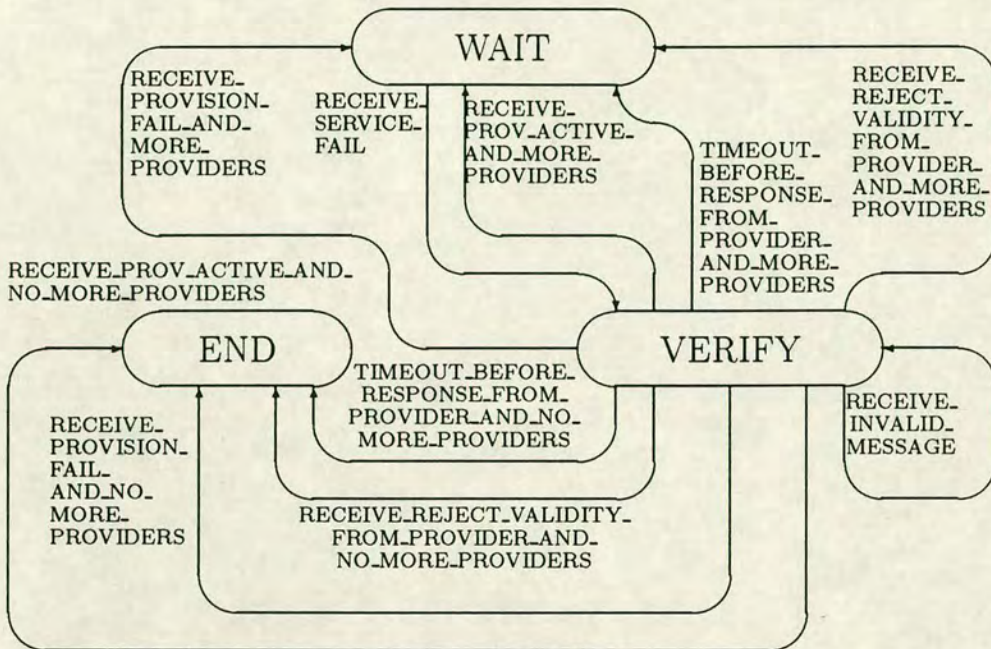 WAIT
RECEIVE_
PROVISION_
FAIL_AND_
MORE_
PROVIDERS
RECEIVE_
SERVICE_
FAIL
RECEIVE_
PROV_ACTIVE_
AND_MORE_
PROVIDERS
TIMEOUT_
BEFORE_
RESPONSE_
FROM_
PROVIDER_
AND_MORE_
PROVIDERS
RECEIVE_
REJECT_
VALIDITY_
FROM_
PROVIDER_
AND_MORE_
PROVIDERS
RECEIVE_PROV_ACTIVE_AND_
NO_MORE_PROVIDERS
END
VERIFY
TIMEOUT_BEFORE_
RESPONSE_FROM_
PROVIDER_AND_NO_
MORE_PROVIDERS
RECEIVE_
INVALID_
MESSAGE
RECEIVE_
PROVISION_
FAIL_
AND_NO_
MORE_
PROVIDERS
RECEIVE_REJECT_VALIDITY_
FROM_PROVIDER_AND_
NO_MORE_PROVIDERS